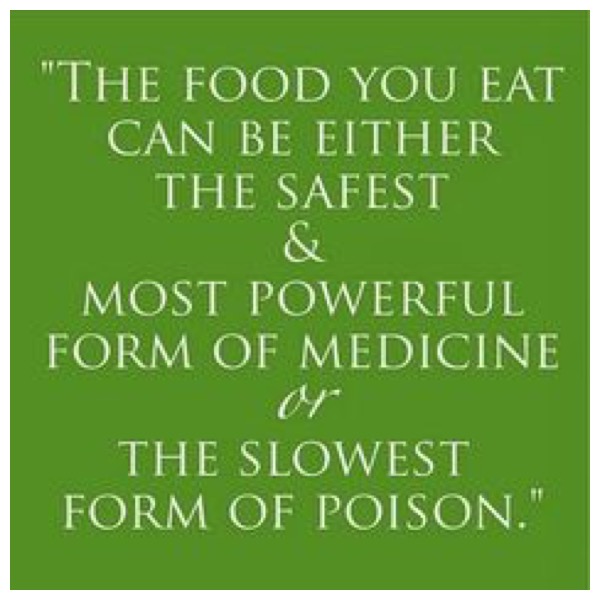 "The food you eat
can be either
the safest
&
most powerful
form of medicine
or
the slowest
form of poison."